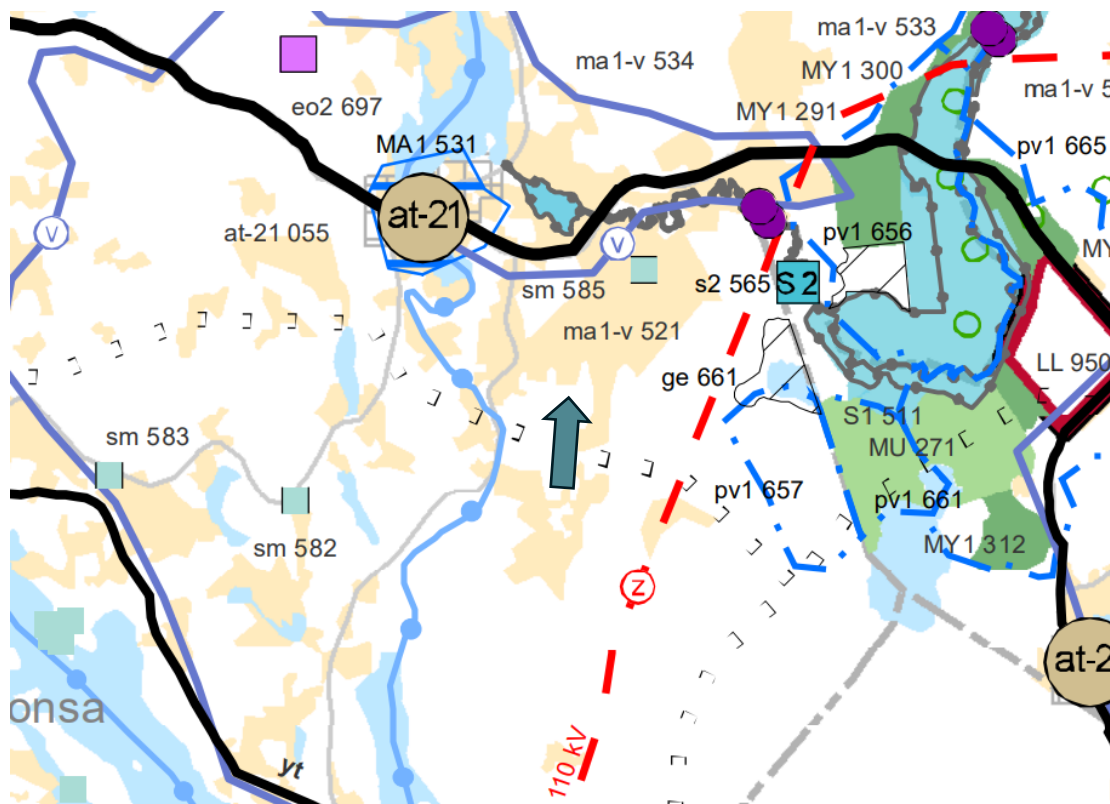 ma1-v 533
ma1-v 534
MY1 300
ma1-v 5
eo2 697
MY1 291
MA1 531
pv1 665
at-21
v
at-21 055
pv1 656
MY
v
s2 565
S 2
sm 585
ma1-v 521
LL 950
ge 661
S1 511
sm 583
MU 271
pv1 657
pv1 661
sm 582
MY1 312
z
at-2
onsa
yt
110 kV